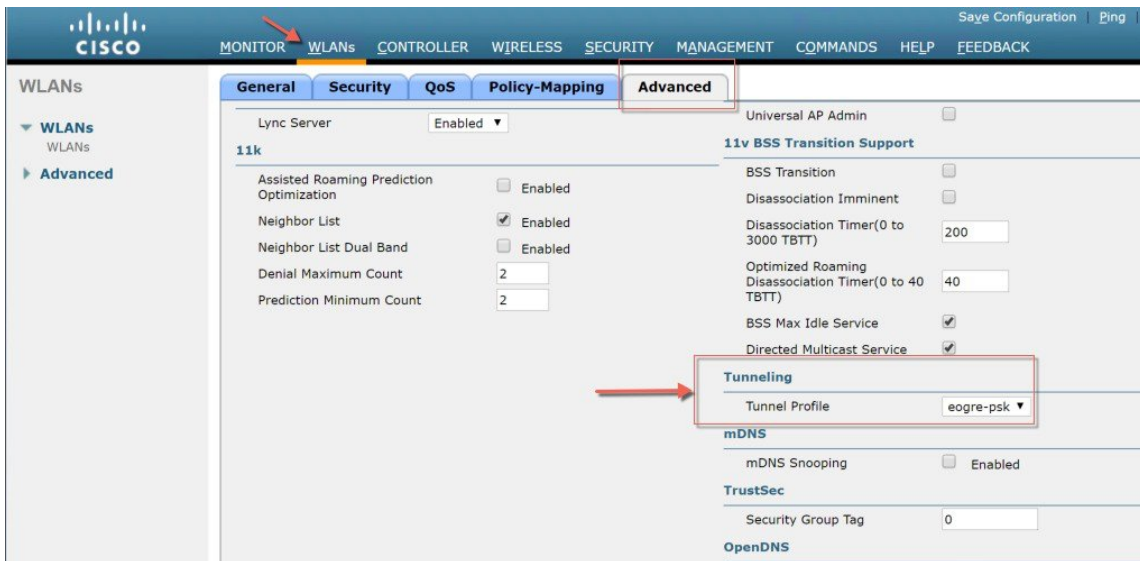 Save Configuration | Ping |
CISCO
MONITOR WLANs CONTROLLER WIRELESS SECURITY MANAGEMENT COMMANDS HELP FEEDBACK
WLANs
WLANs
WLANs
Advanced
General Security QoS Policy-Mapping Advanced
Lync Server Enabled
11k
Assisted Roaming Prediction
Optimization
Enabled
Neighbor List Enabled
Neighbor List Dual Band Enabled
Denial Maximum Count 2
Prediction Minimum Count 2
Universal AP Admin
11v BSS Transition Support
BSS Transition
Disassociation Imminent
Disassociation Timer(0 to
3000 TBTT)
200
Optimized Roaming
Disassociation Timer(0 to 40
TBTT)
40
BSS Max Idle Service
Directed Multicast Service
Tunneling
Tunnel Profile eogre-psk
mDNS
mDNS Snooping Enabled
TrustSec
Security Group Tag 0
OpenDNS